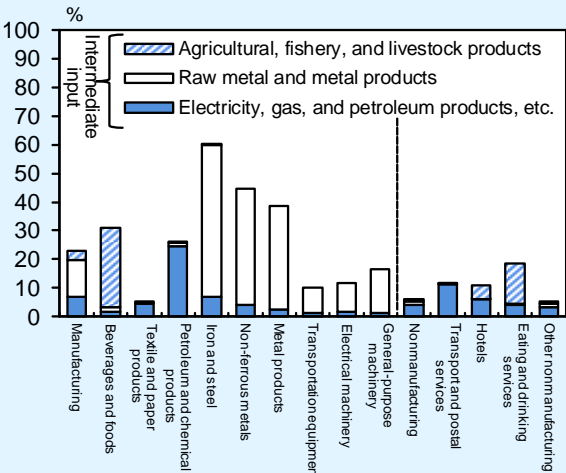 %
100
90
80
70
60
50
40
30
20
10
0
Intermediate
input
Agricultural, fishery, and livestock products
Raw metal and metal products
Electricity, gas, and petroleum products, etc.
Manufacturing
Beverages and foods
Textile and paper
products
Petroleum and chemical
products
Iron and steel
Non-ferrous metals
Metal products
Transportation equipmer
Electrical machinery
General-purpose
machinery
Nonmanufacturing
Transport and postal
services
Hotels
Eating and drinking
services
Other nonmanufacturing